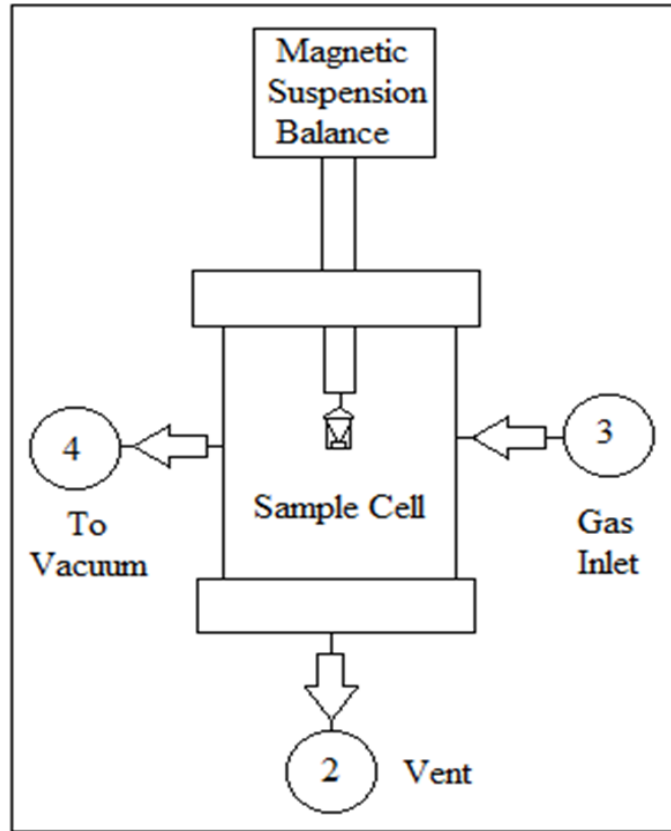 Magnetic
Suspension
Balance
4
3
Sample Cell
To
Vacuum
Gas
Inlet
2
Vent